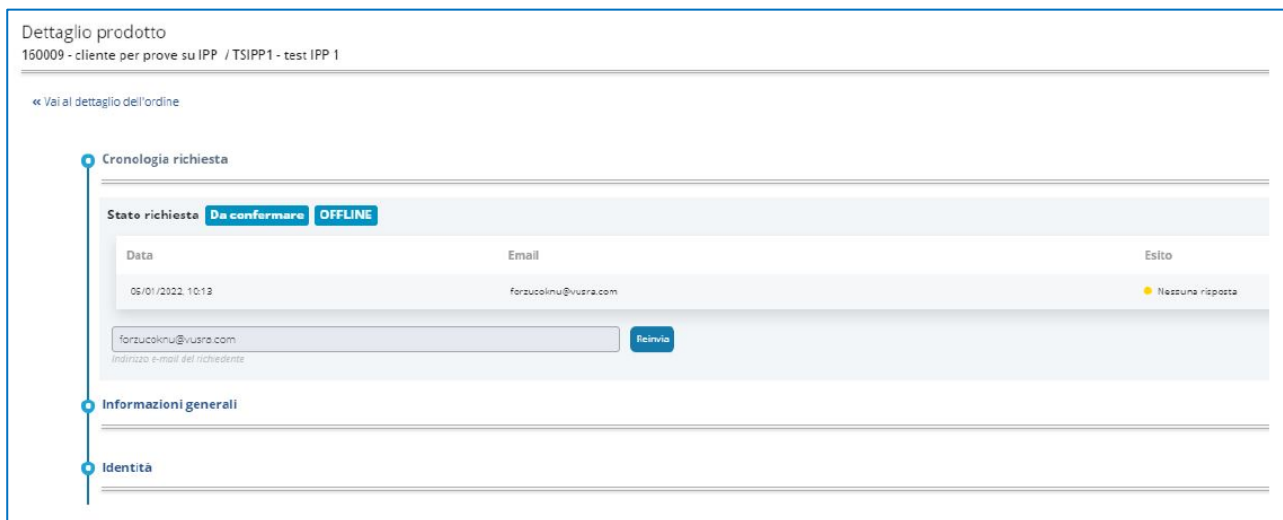 Dettaglio prodotto
160009 - cliente per prove su IPP / TSIPP1 - test IPP 1
« Vai al dettaglio dell'ordine
Cronologia richiesta
Stato richiesta Da confermare OFFLINE
Data Email Esito
05/01/2022, 10:13 forzucoknu@vusra.com Nessuna risposta
forzucoknu@vusra.com Reinvia
Indirizzo e-mail del richiedente
Informazioni generali
Identità